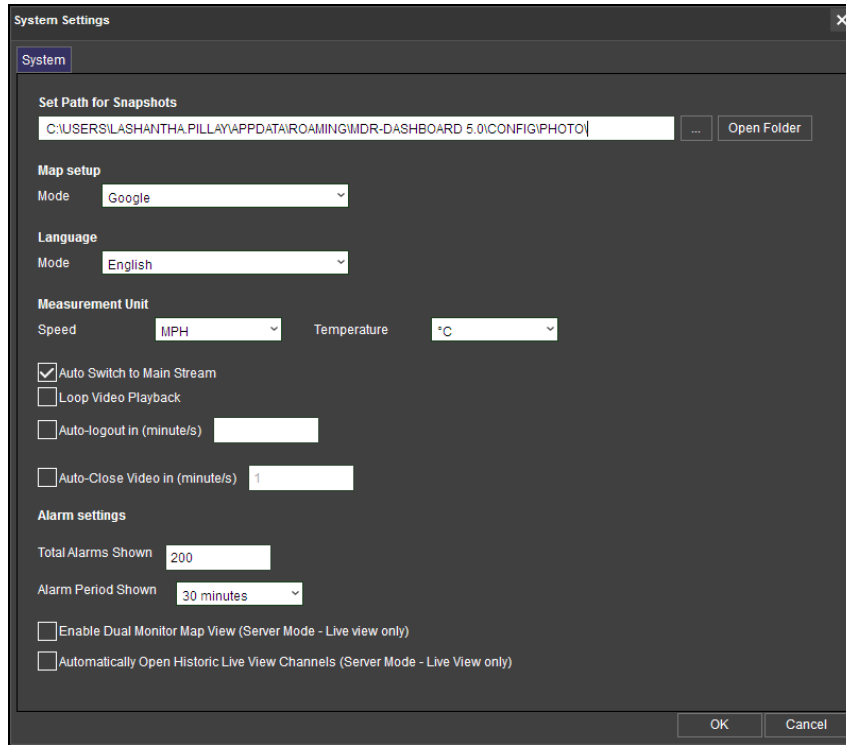 System Settings
System
Set Path for Snapshots
C:\USERS\LASHANTHA.PILLAY\APPDATA\ROAMING\MDR-DASHBOARD 5.0\CONFIG\PHOTO\
... Open Folder
Map setup
Mode Google
Language
Mode English
Measurement Unit
Speed MPH Temperature °C
Auto Switch to Main Stream
Loop Video Playback
Auto-logout in (minute/s)
Auto-Close Video in (minute/s) 1
Alarm settings
Total Alarms Shown 200
Alarm Period Shown 30 minutes
Enable Dual Monitor Map View (Server Mode - Live view only)
Automatically Open Historic Live View Channels (Server Mode - Live View only)
OK Cancel